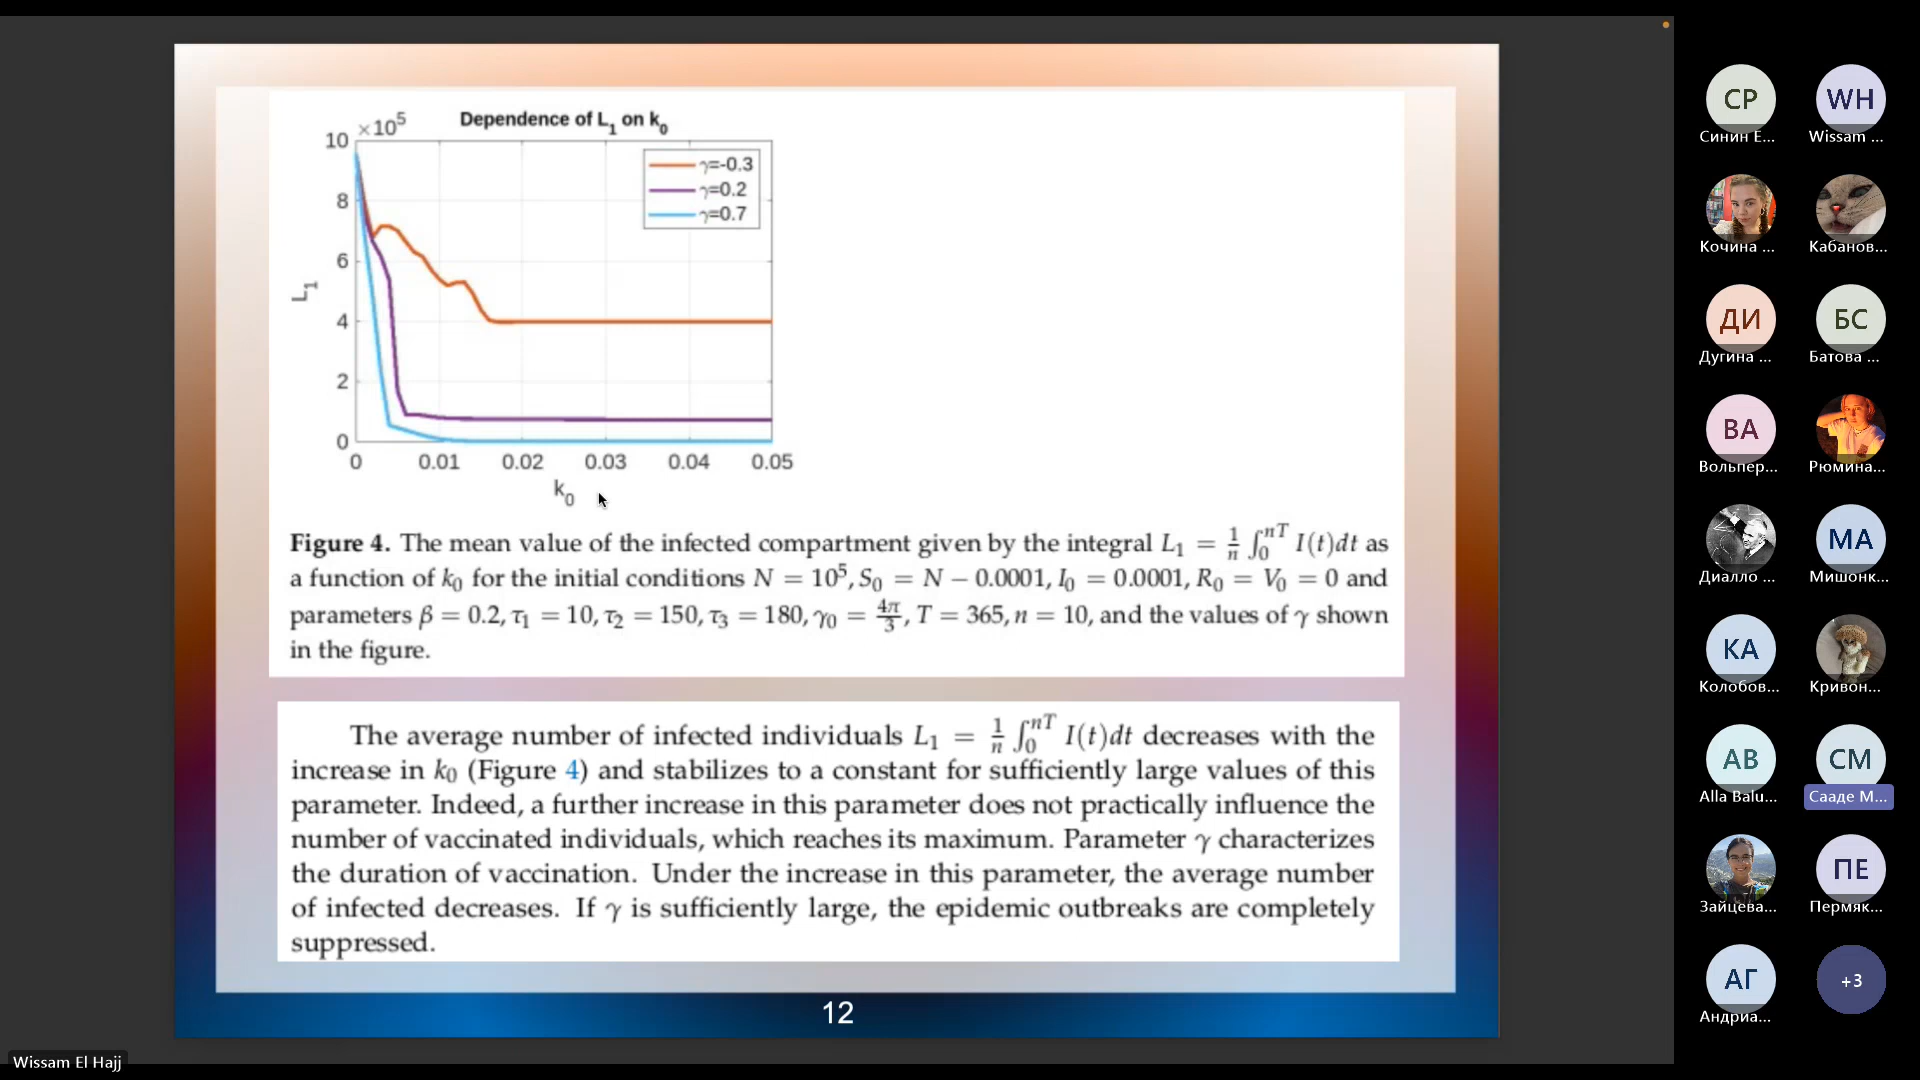 ×10⁵
Dependence of L₁ on k₀
γ=-0.3
γ=0.2
γ=0.7
10
8
6
4
2
0
L₁
0 0.01 0.02 0.03 0.04 0.05
k₀
Figure 4. The mean value of the infected compartment given by the integral L₁ = 1/n ∫₀ⁿᵀ I(t)dt as
a function of k₀ for the initial conditions N = 10⁵, S₀ = N − 0.0001, I₀ = 0.0001, R₀ = V₀ = 0 and
parameters β = 0.2, τ₁ = 10, τ₂ = 150, τ₃ = 180, γ₀ = 4π/3, T = 365, n = 10, and the values of γ shown
in the figure.
The average number of infected individuals L₁ = 1/n ∫₀ⁿᵀ I(t)dt decreases with the
increase in k₀ (Figure 4) and stabilizes to a constant for sufficiently large values of this
parameter. Indeed, a further increase in this parameter does not practically influence the
number of vaccinated individuals, which reaches its maximum. Parameter γ characterizes
the duration of vaccination. Under the increase in this parameter, the average number
of infected decreases. If γ is sufficiently large, the epidemic outbreaks are completely
suppressed.
12
Wissam El Hajj
СР WH
Синин Е... Wissam ...
Кочина ... Кабанов...
ДИ БС
Дугина ... Батова ...
ВА
Вольпер... Рюмина...
МА
Диалло ... Мишонк...
КА
Колобов... Кривон...
AB СМ
Alla Balu... Сааде М...
ПЕ
Зайцева... Пермяк...
АГ +3
Андриа...